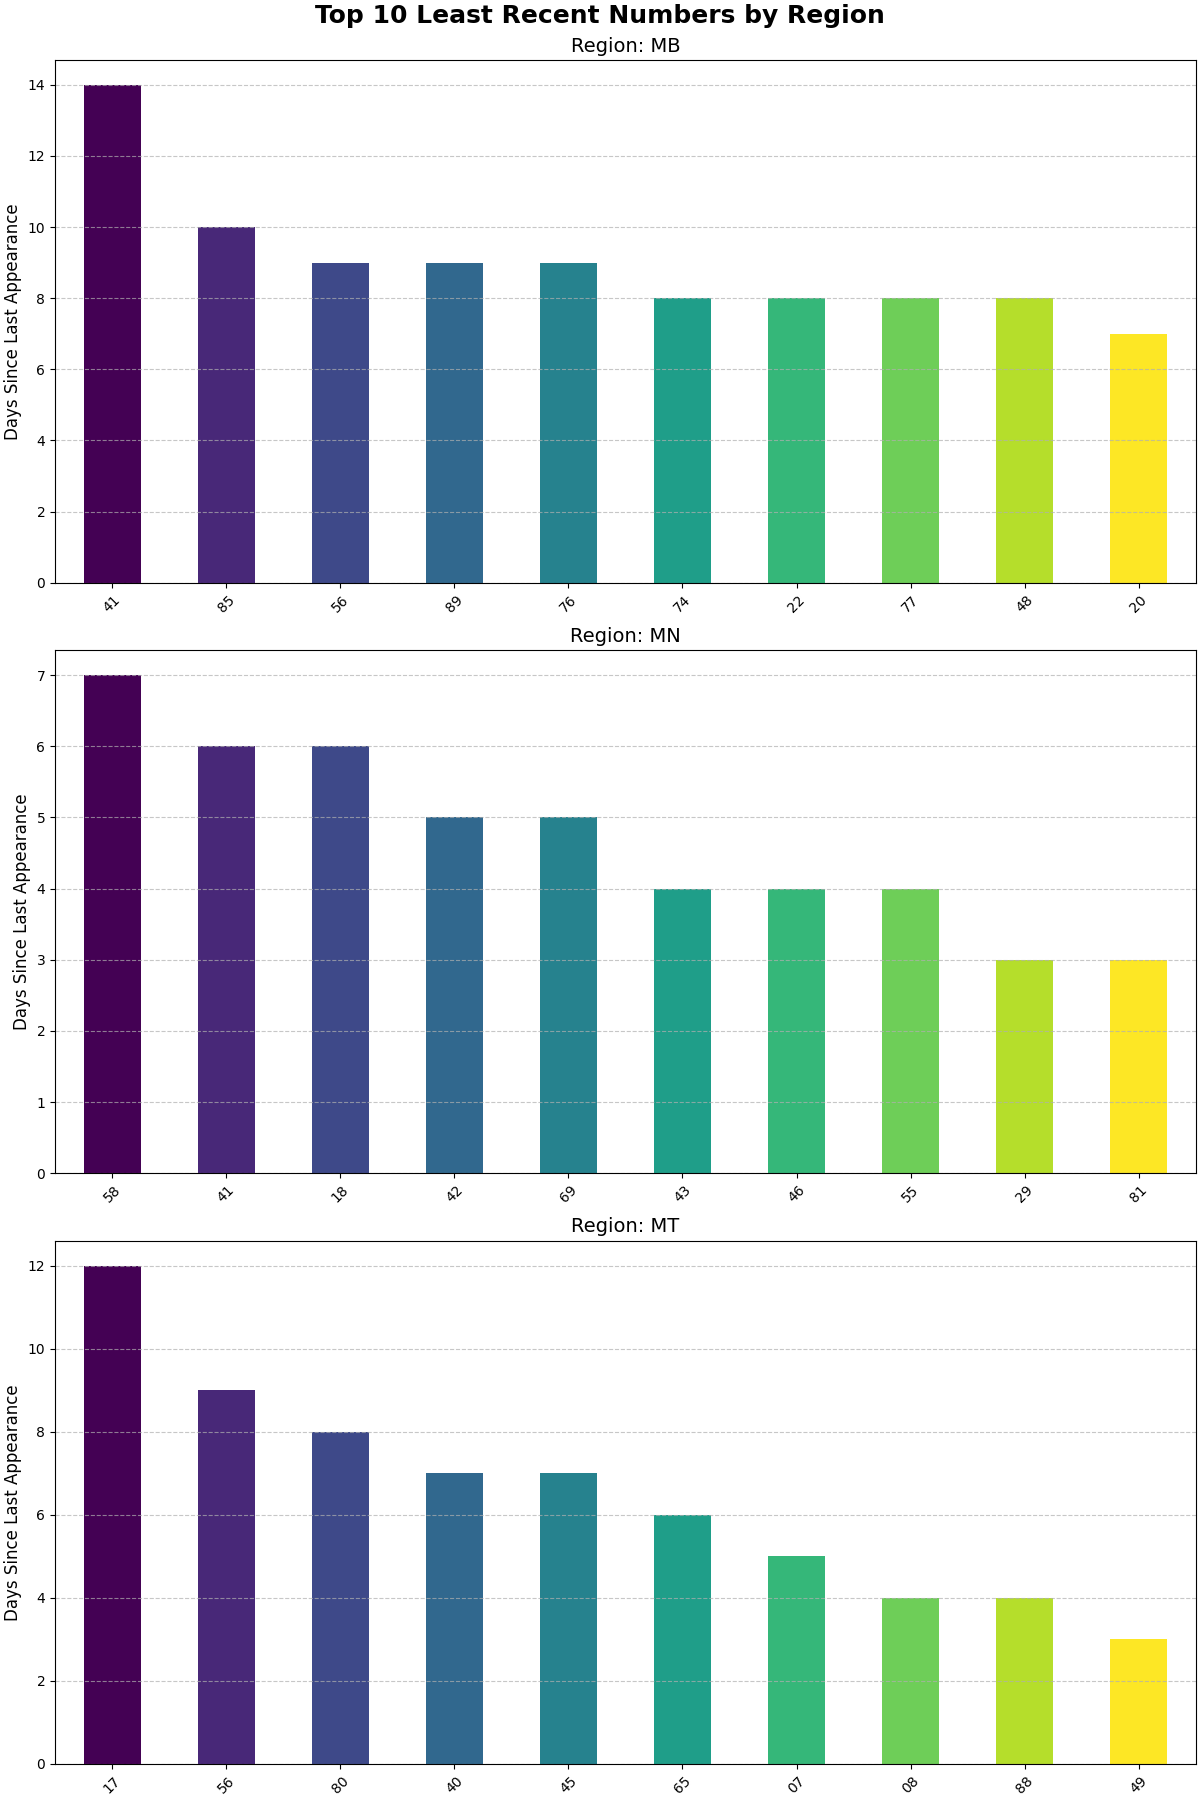 Top 10 Least Recent Numbers by Region
Region: MB
Days Since Last Appearance
14
12
10
8
6
4
2
0
41 85 56 89 76 74 22 77 48 20
Region: MN
Days Since Last Appearance
7
6
5
4
3
2
1
0
58 41 18 42 69 43 46 55 29 81
Region: MT
Days Since Last Appearance
12
10
8
6
4
2
0
17 56 80 40 45 65 07 08 88 49